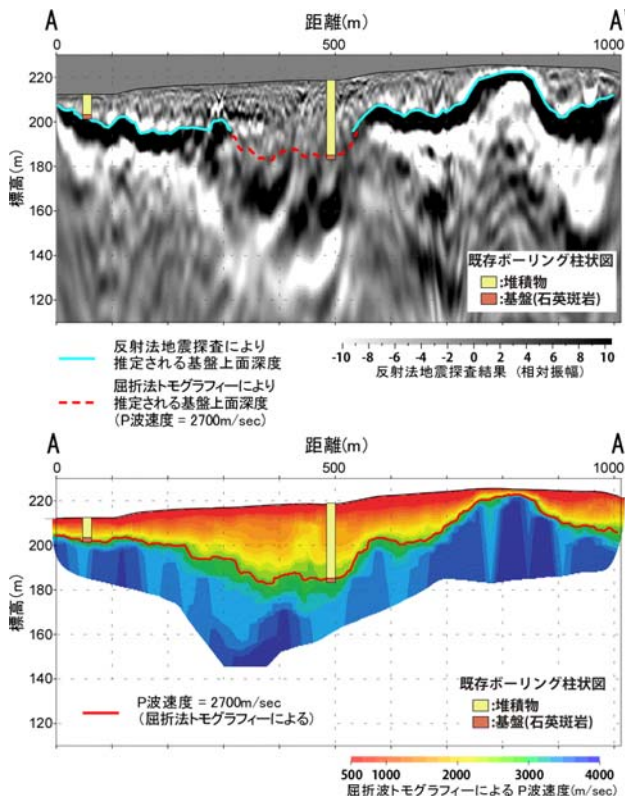 A
距離(m)
A'
0
500
1000
220
200
180
160
140
120
標高(m)
既存ボーリング柱状図
:堆積物
:基盤(石英斑岩)
反射法地震探査により
推定される基盤上面深度
屈折法トモグラフィーにより
推定される基盤上面深度
(P波速度 = 2700m/sec)
-10 -8 -6 -4 -2 0 2 4 6 8 10
反射法地震探査結果 (相対振幅)
A
距離(m)
A'
0
500
1000
220
200
180
160
140
120
標高(m)
P波速度 = 2700m/sec
(屈折法トモグラフィーによる)
既存ボーリング柱状図
:堆積物
:基盤(石英斑岩)
500 1000 2000 3000 4000
屈折波トモグラフィーによる P波速度(m/sec)